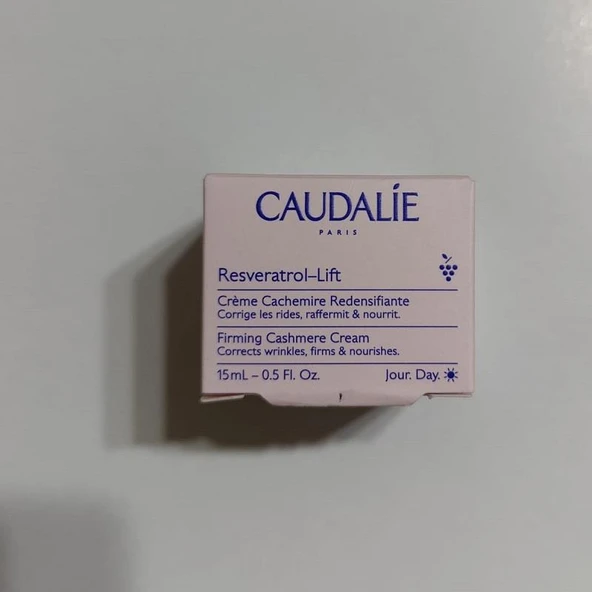 CAUDALÍE
PARIS
Resveratrol–Lift
Crème Cachemire Redensifiante
Corrige les rides, raffermit & nourrit.
Firming Cashmere Cream
Corrects wrinkles, firms & nourishes.
15mL – 0.5 Fl. Oz. Jour. Day.